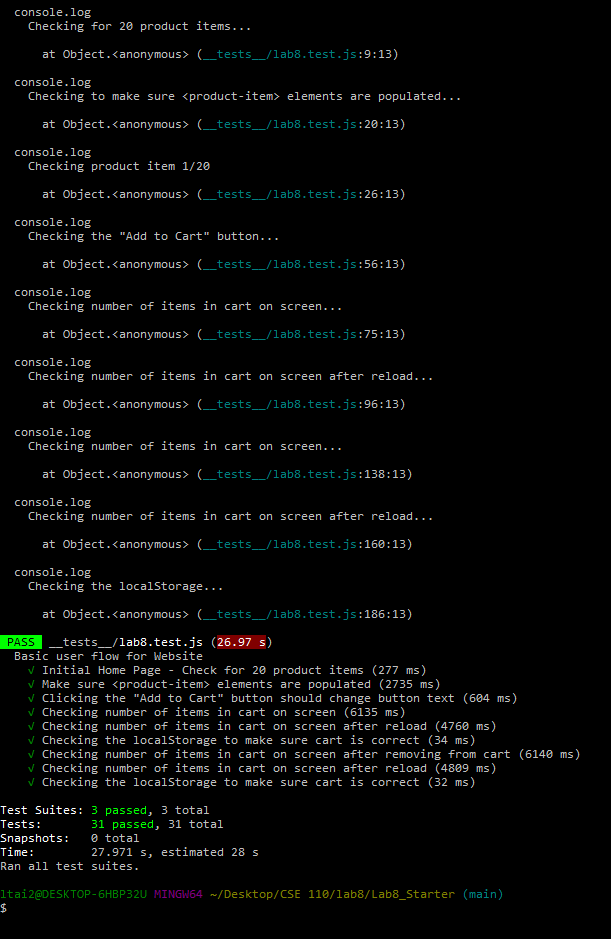 console.log
Checking for 20 product items...
at Object.<anonymous> (__tests__/lab8.test.js:9:13)
console.log
Checking to make sure <product-item> elements are populated...
at Object.<anonymous> (__tests__/lab8.test.js:20:13)
console.log
Checking product item 1/20
at Object.<anonymous> (__tests__/lab8.test.js:26:13)
console.log
Checking the "Add to Cart" button...
at Object.<anonymous> (__tests__/lab8.test.js:56:13)
console.log
Checking number of items in cart on screen...
at Object.<anonymous> (__tests__/lab8.test.js:75:13)
console.log
Checking number of items in cart on screen after reload...
at Object.<anonymous> (__tests__/lab8.test.js:96:13)
console.log
Checking number of items in cart on screen...
at Object.<anonymous> (__tests__/lab8.test.js:138:13)
console.log
Checking number of items in cart on screen after reload...
at Object.<anonymous> (__tests__/lab8.test.js:160:13)
console.log
Checking the localStorage...
at Object.<anonymous> (__tests__/lab8.test.js:186:13)
PASS __tests__/lab8.test.js (26.97 s)
Basic user flow for Website
√ Initial Home Page - Check for 20 product items (277 ms)
√ Make sure <product-item> elements are populated (2735 ms)
√ Clicking the "Add to Cart" button should change button text (604 ms)
√ Checking number of items in cart on screen (6135 ms)
√ Checking number of items in cart on screen after reload (4760 ms)
√ Checking the localStorage to make sure cart is correct (34 ms)
√ Checking number of items in cart on screen after removing from cart (6140 ms)
√ Checking number of items in cart on screen after reload (4809 ms)
√ Checking the localStorage to make sure cart is correct (32 ms)
Test Suites: 3 passed, 3 total
Tests: 31 passed, 31 total
Snapshots: 0 total
Time: 27.971 s, estimated 28 s
Ran all test suites.
ltai2@DESKTOP-6HBP32U MINGW64 ~/Desktop/CSE 110/lab8/Lab8_Starter (main)
$